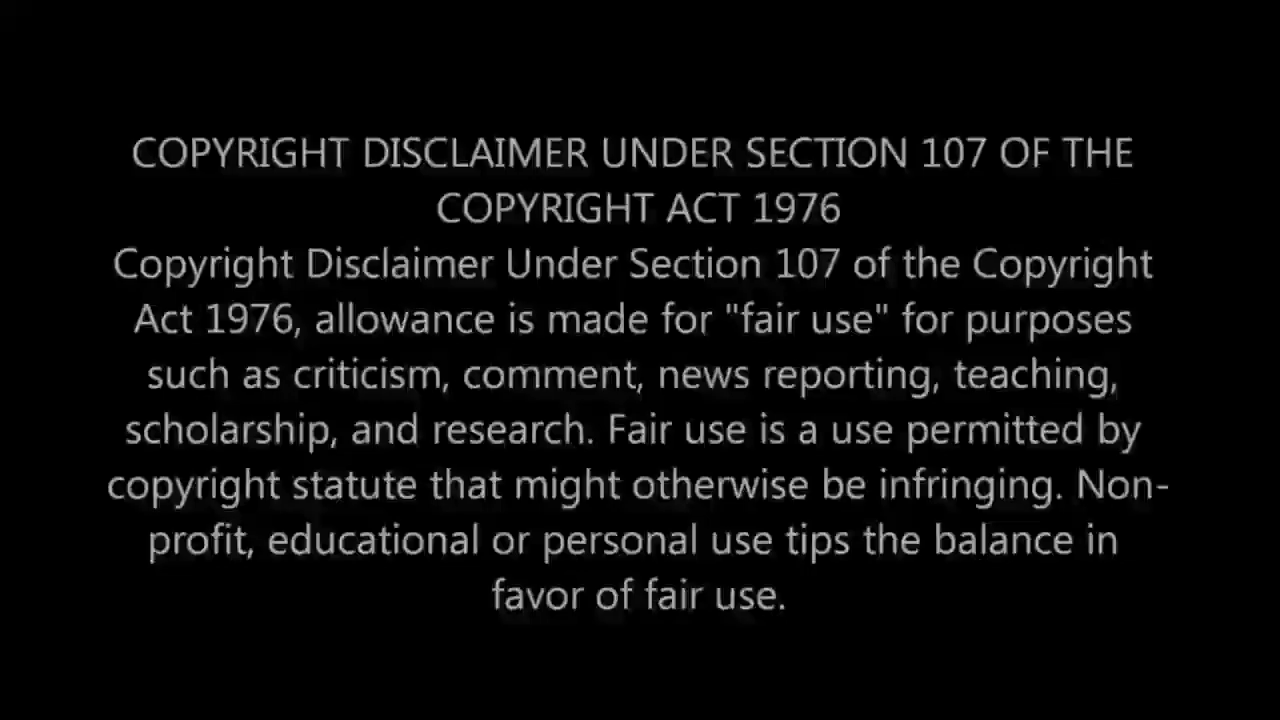 COPYRIGHT DISCLAIMER UNDER SECTION 107 OF THE
COPYRIGHT ACT 1976
Copyright Disclaimer Under Section 107 of the Copyright
Act 1976, allowance is made for "fair use" for purposes
such as criticism, comment, news reporting, teaching,
scholarship, and research. Fair use is a use permitted by
copyright statute that might otherwise be infringing. Non-
profit, educational or personal use tips the balance in
favor of fair use.